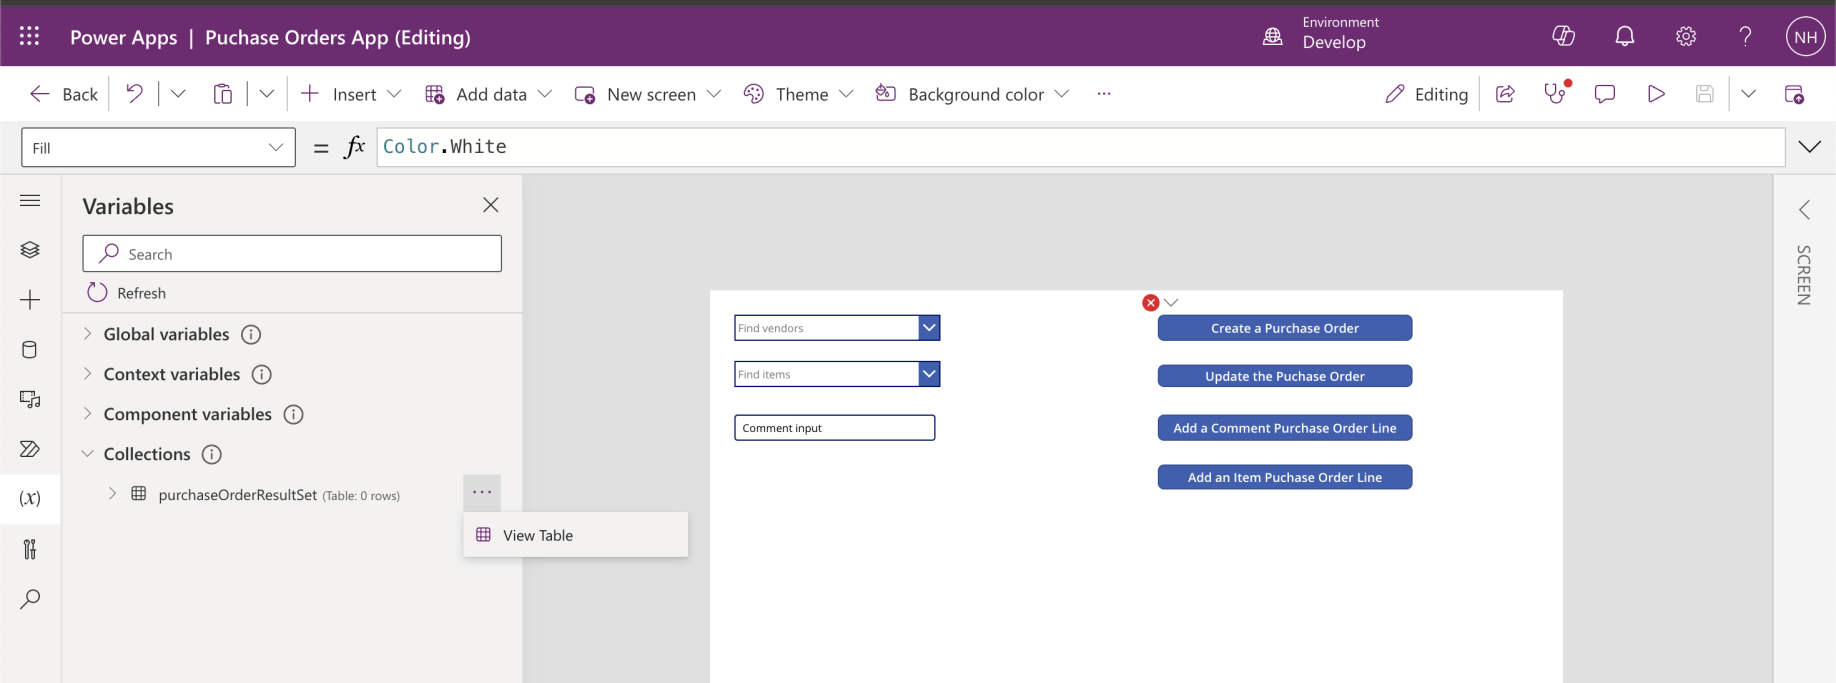 Power Apps | Puchase Orders App (Editing)
Environment
Develop
NH
Back
Insert
Add data
New screen
Theme
Background color
...
Editing
Fill
= fx
Color.White
Variables
Search
Refresh
Global variables
Context variables
Component variables
Collections
purchaseOrderResultSet (Table: 0 rows)
...
View Table
(x)
Find vendors
Find items
Comment input
Create a Purchase Order
Update the Puchase Order
Add a Comment Purchase Order Line
Add an Item Puchase Order Line
SCREEN